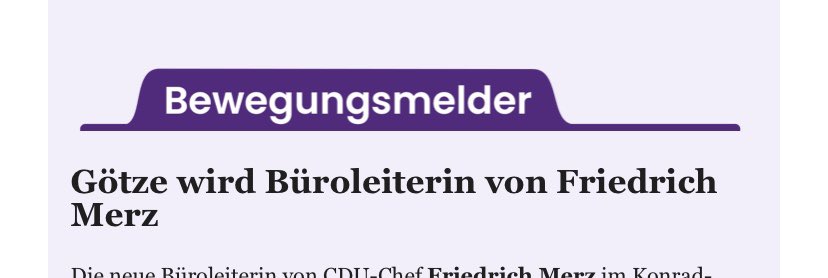 Bewegungsmelder
Götze wird Büroleiterin von Friedrich
Merz
Die neue Büroleiterin von CDU-Chef Friedrich Merz im Konrad-